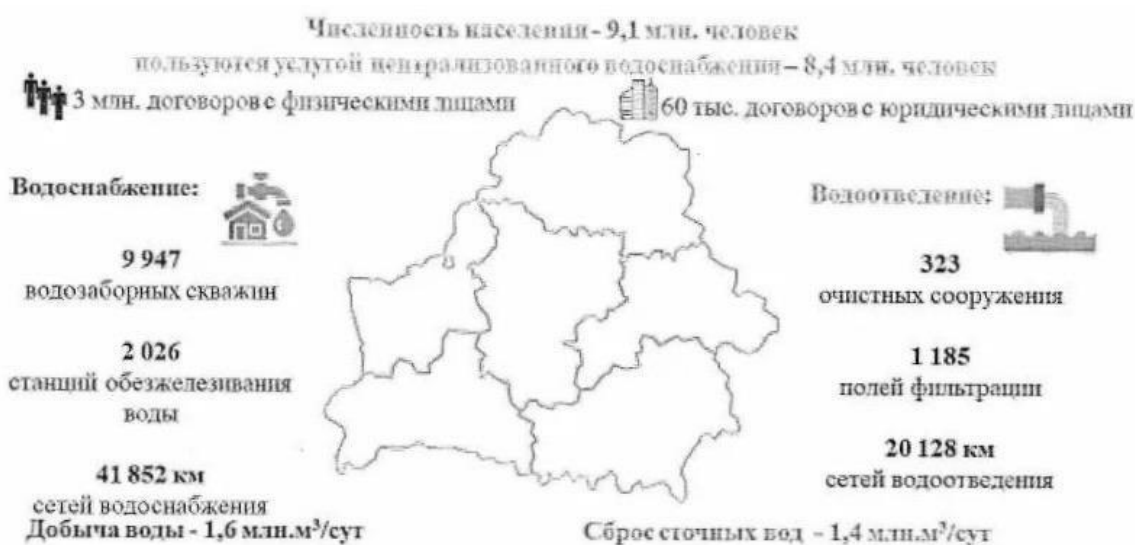 Численность населения - 9,1 млн. человек
пользуются услугой централизованного водоснабжения – 8,4 млн. человек
3 млн. договоров с физическими лицами
60 тыс. договоров с юридическими лицами
Водоснабжение:
9 947
водозаборных скважин
2 026
станций обезжелезивания
воды
41 852 км
сетей водоснабжения
Добыча воды - 1,6 млн.м³/сут
Водоотведение:
323
очистных сооружения
1 185
полей фильтрации
20 128 км
сетей водоотведения
Сброс сточных вод - 1,4 млн.м³/сут